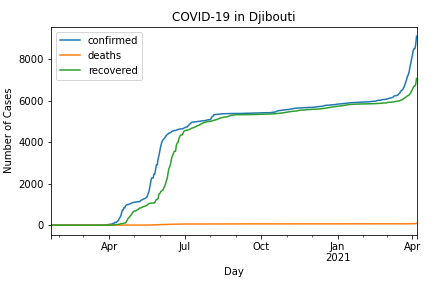 COVID-19 in Djibouti
confirmed
deaths
recovered
Number of Cases
8000
6000
4000
2000
0
Apr
Jul
Oct
Jan
2021
Apr
Day